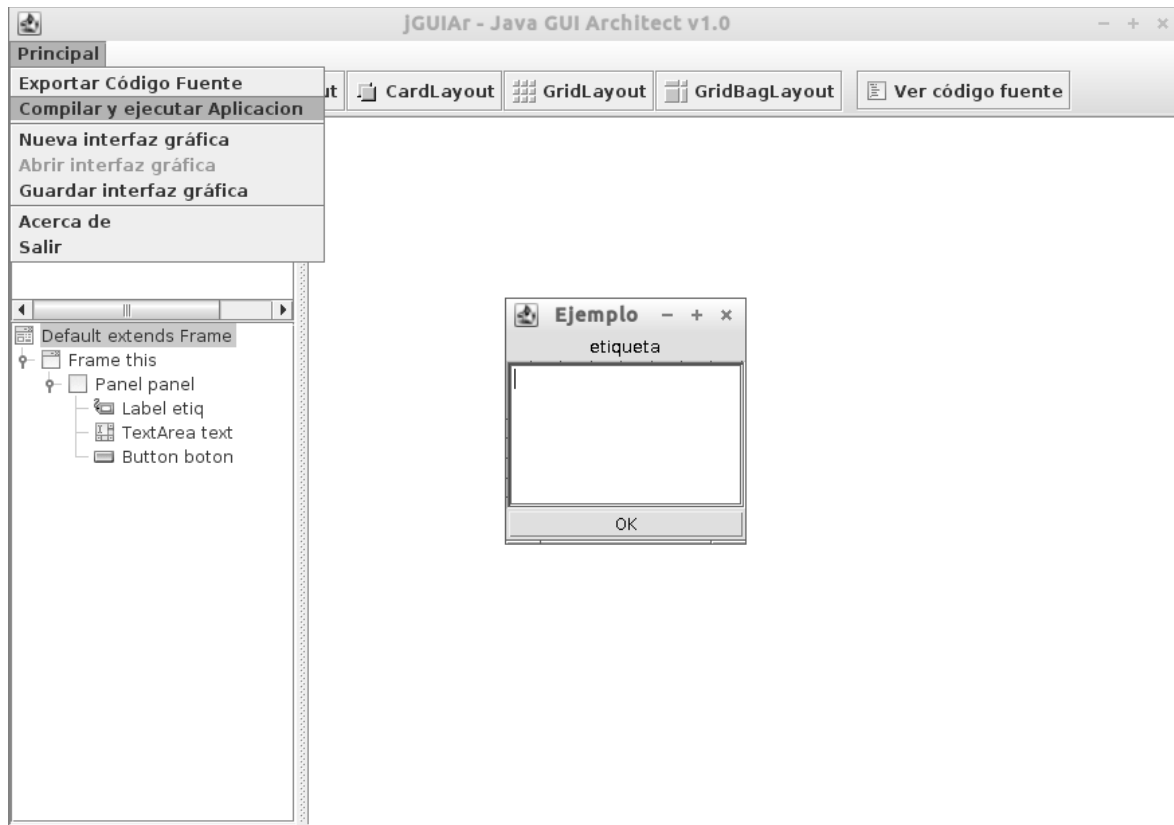 jGUIAr - Java GUI Architect v1.0
Principal
Exportar Código Fuente
Compilar y ejecutar Aplicacion
Nueva interfaz gráfica
Abrir interfaz gráfica
Guardar interfaz gráfica
Acerca de
Salir
CardLayout GridLayout GridBagLayout Ver código fuente
Default extends Frame
Frame this
Panel panel
Label etiq
TextArea text
Button boton
Ejemplo
etiqueta
OK